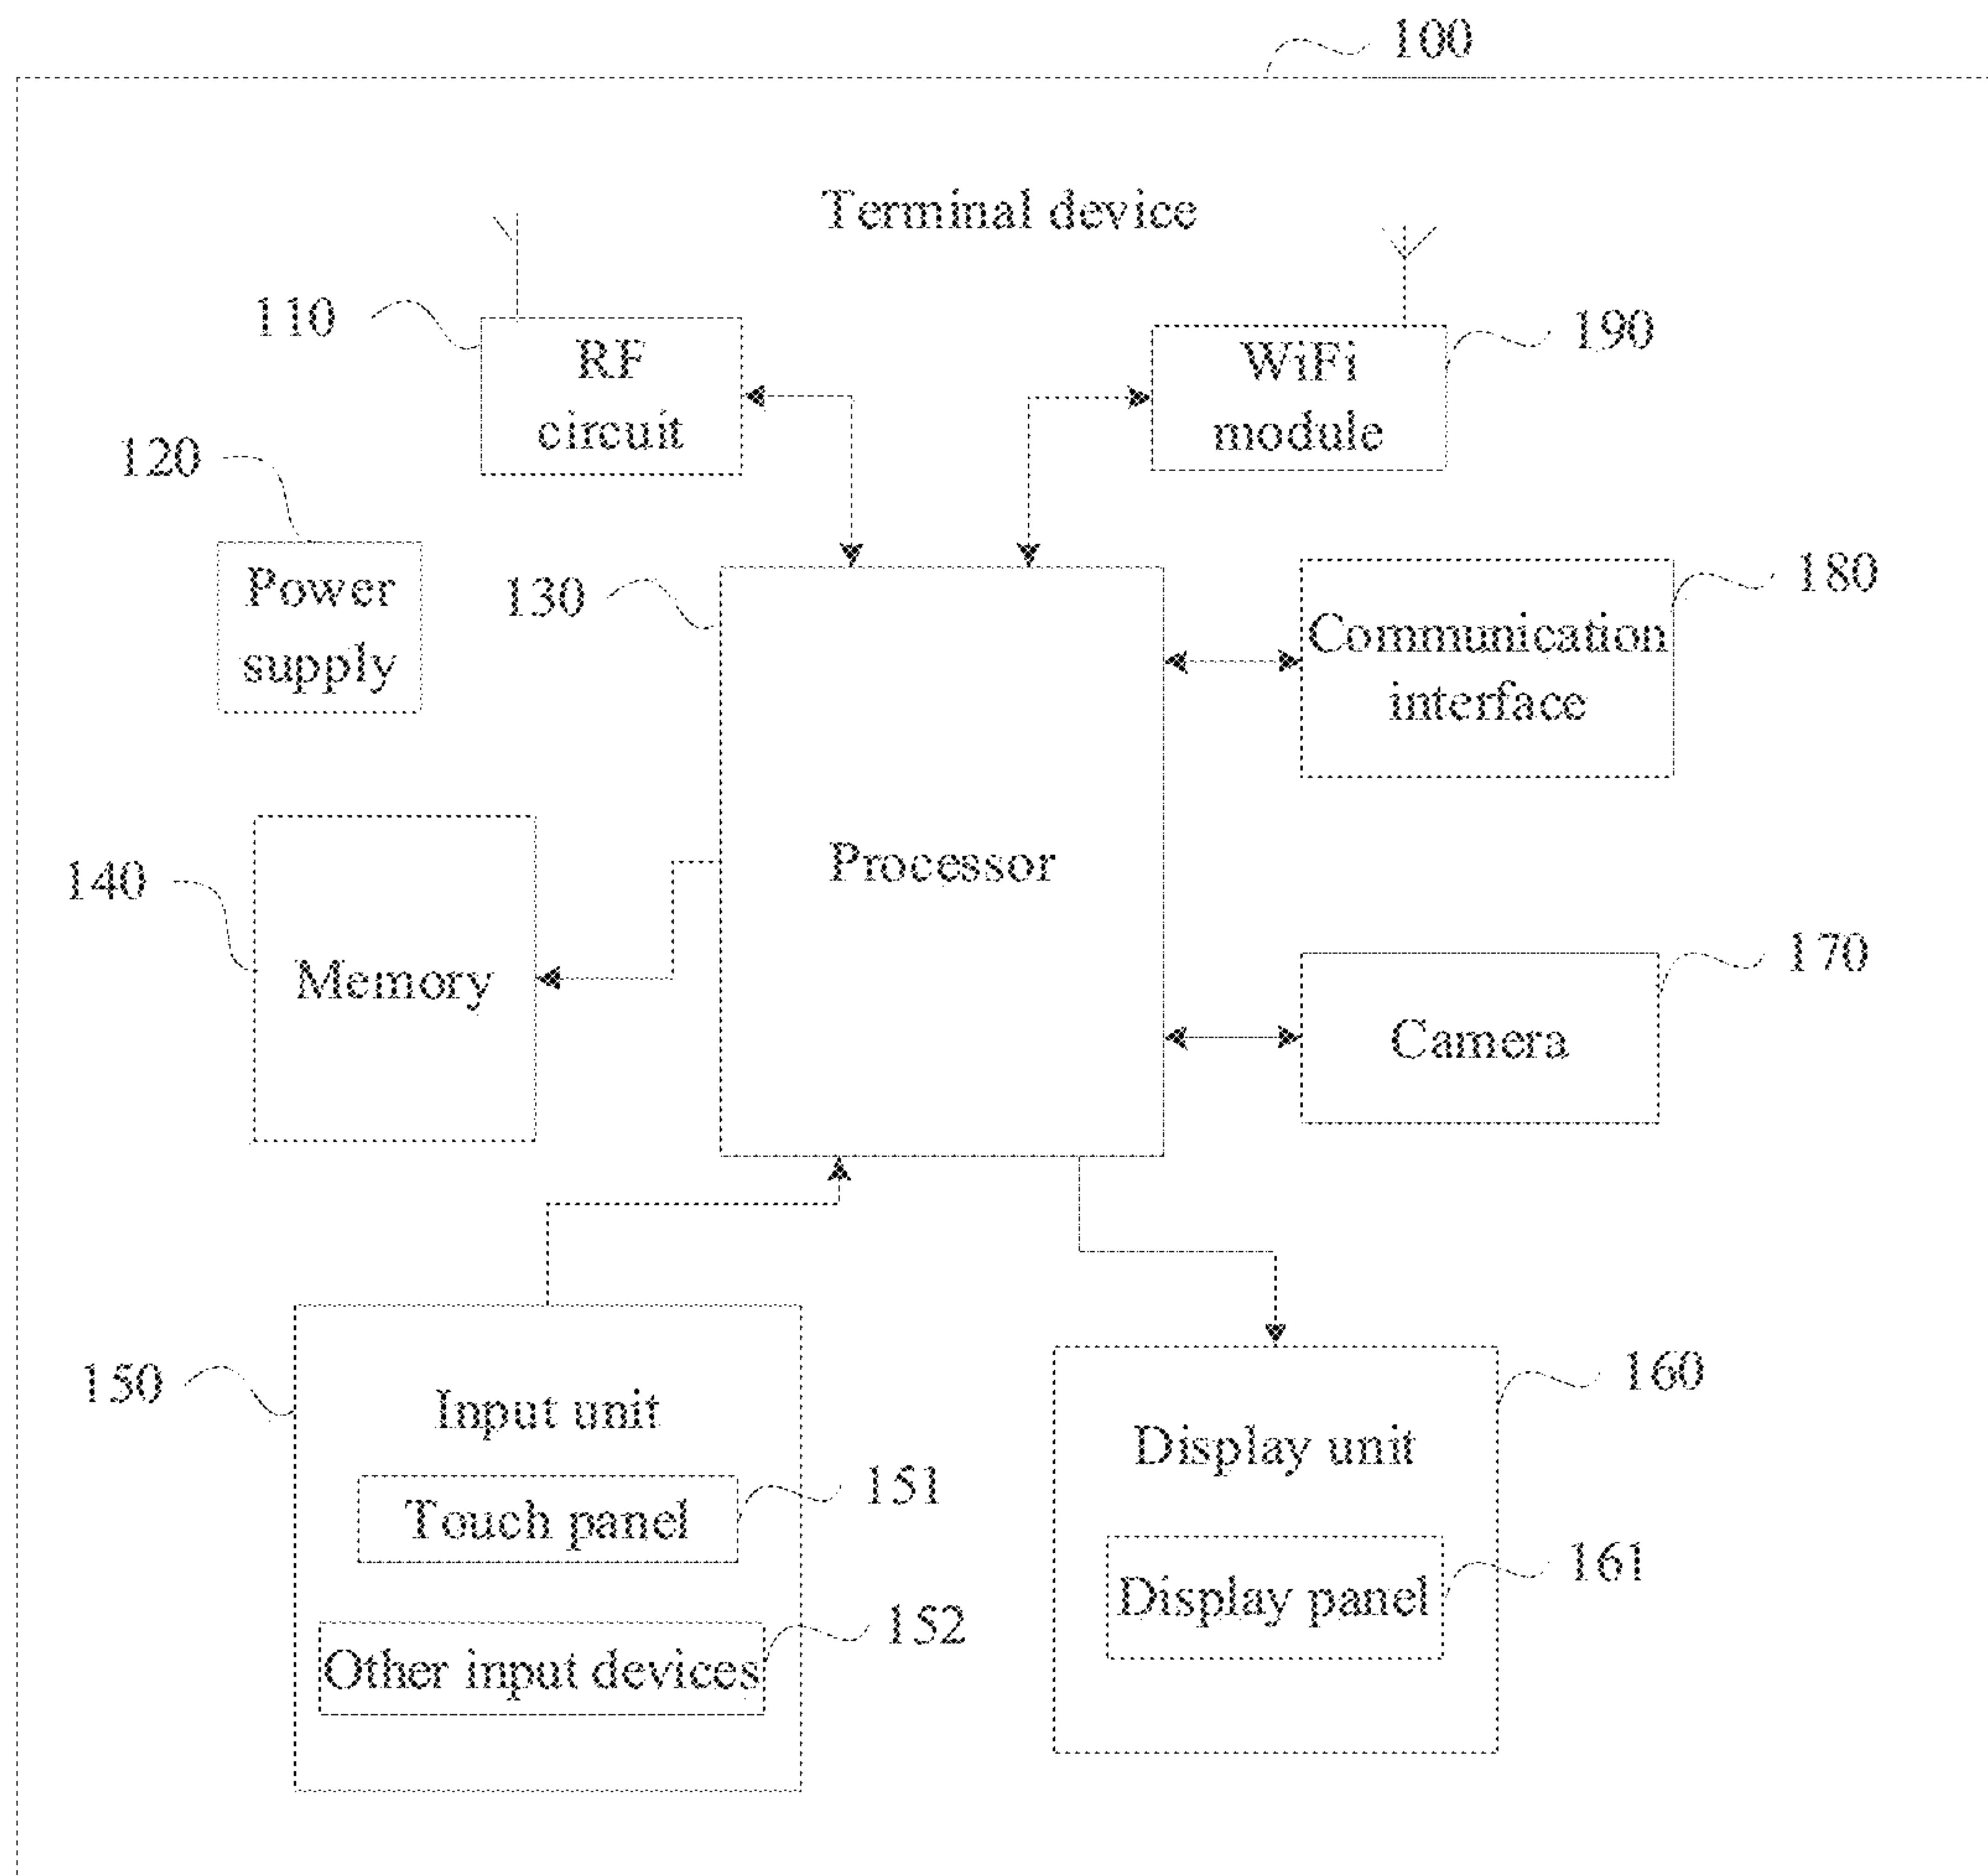 100
Terminal device
110
RF
circuit
WiFi
module
190
120
Power
supply
130
Processor
Communication
interface
180
140
Memory
Camera
170
150
Input unit
Touch panel
151
Other input devices
152
Display unit
160
Display panel
161